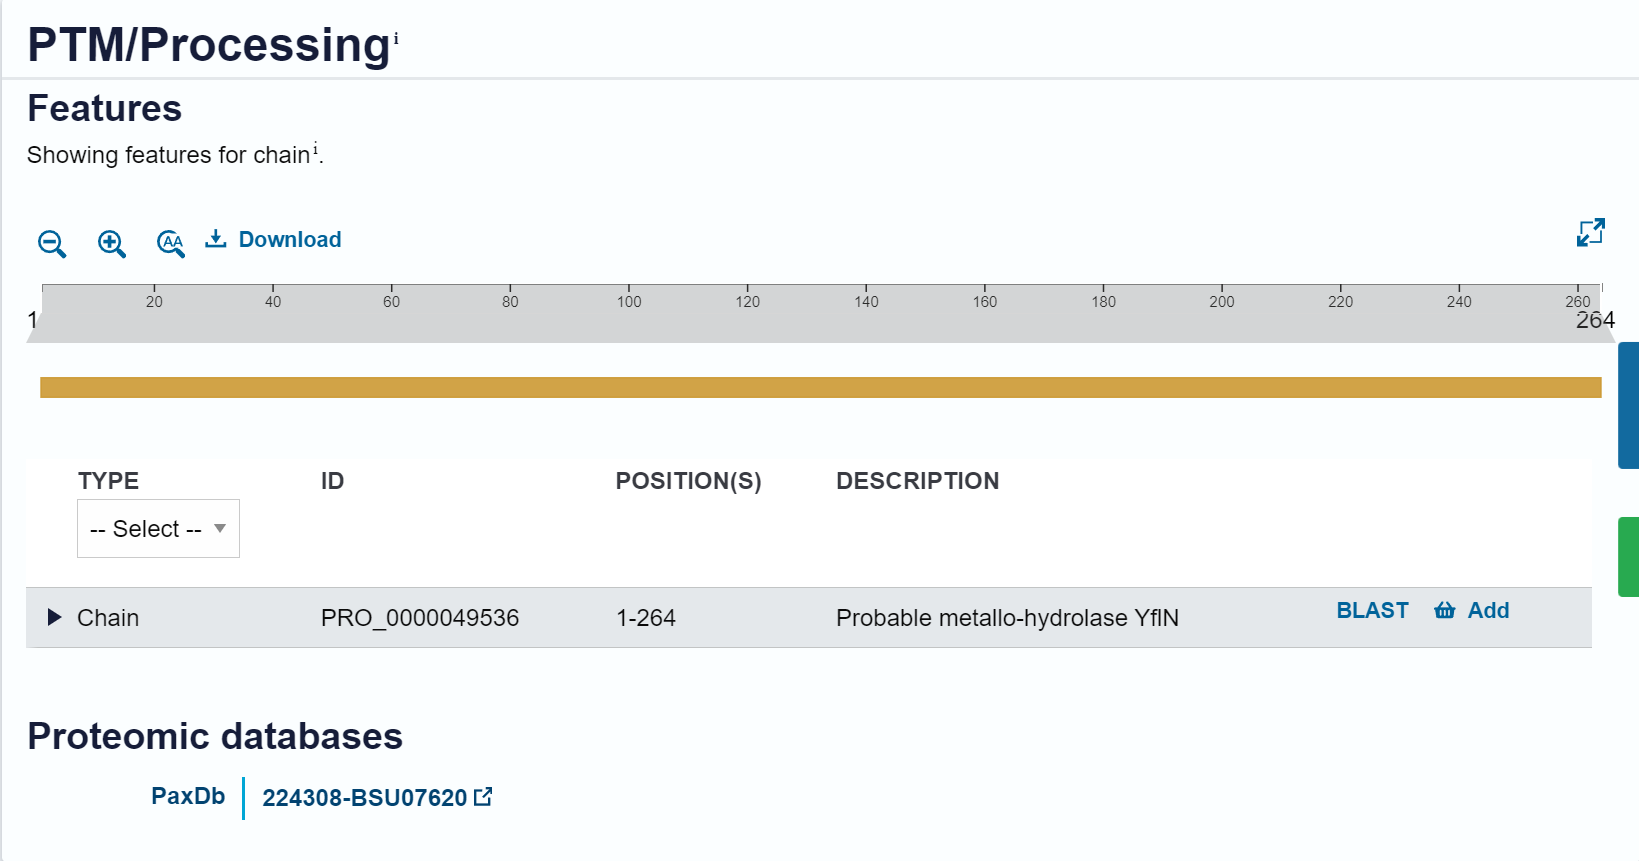 PTM/Processing i
Features
Showing features for chain i.
AA Download
20 40 60 80 100 120 140 160 180 200 220 240 260
1 264
TYPE ID POSITION(S) DESCRIPTION
-- Select --
Chain PRO_0000049536 1-264 Probable metallo-hydrolase YflN BLAST Add
Proteomic databases
PaxDb 224308-BSU07620